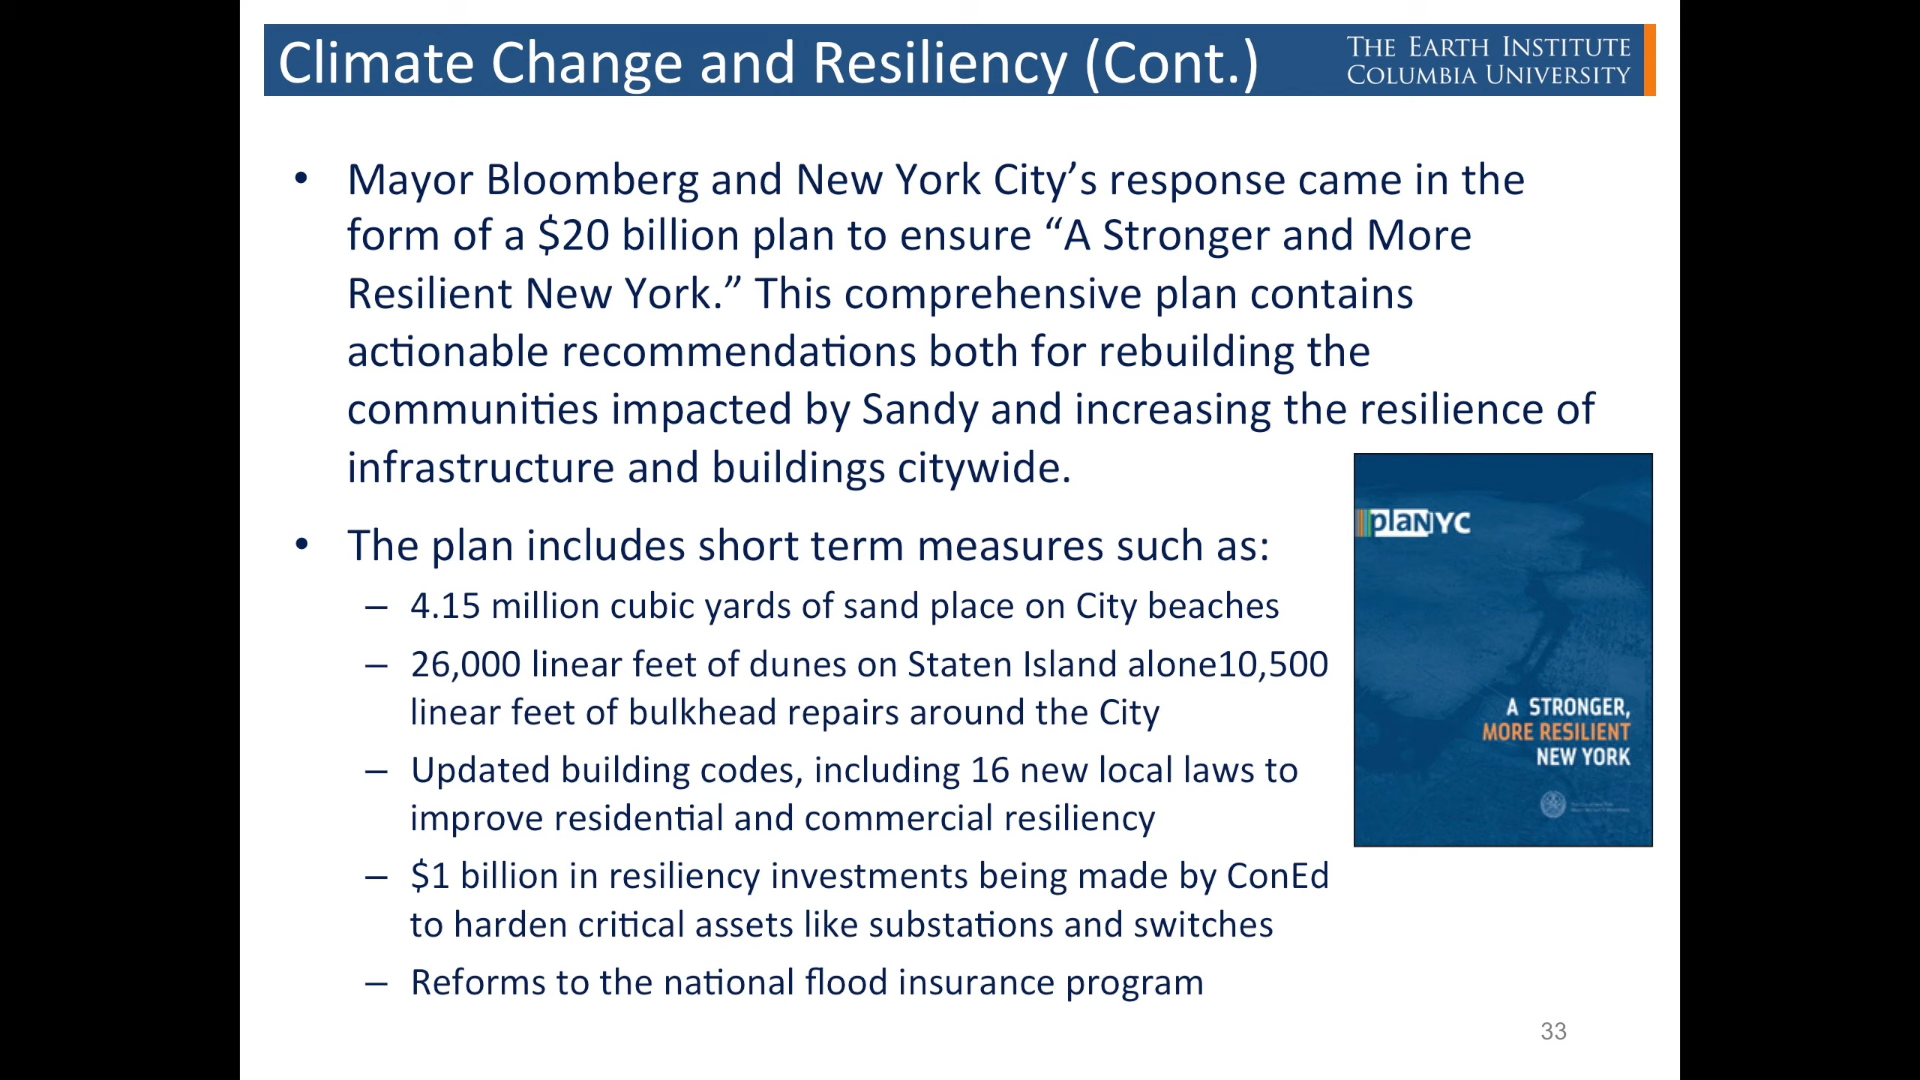 Climate Change and Resiliency (Cont.)
THE EARTH INSTITUTE
COLUMBIA UNIVERSITY
• Mayor Bloomberg and New York City’s response came in the
form of a $20 billion plan to ensure “A Stronger and More
Resilient New York.” This comprehensive plan contains
actionable recommendations both for rebuilding the
communities impacted by Sandy and increasing the resilience of
infrastructure and buildings citywide.
• The plan includes short term measures such as:
– 4.15 million cubic yards of sand place on City beaches
– 26,000 linear feet of dunes on Staten Island alone10,500
linear feet of bulkhead repairs around the City
– Updated building codes, including 16 new local laws to
improve residential and commercial resiliency
– $1 billion in resiliency investments being made by ConEd
to harden critical assets like substations and switches
– Reforms to the national flood insurance program
plaNYC
A STRONGER,
MORE RESILIENT
NEW YORK
33